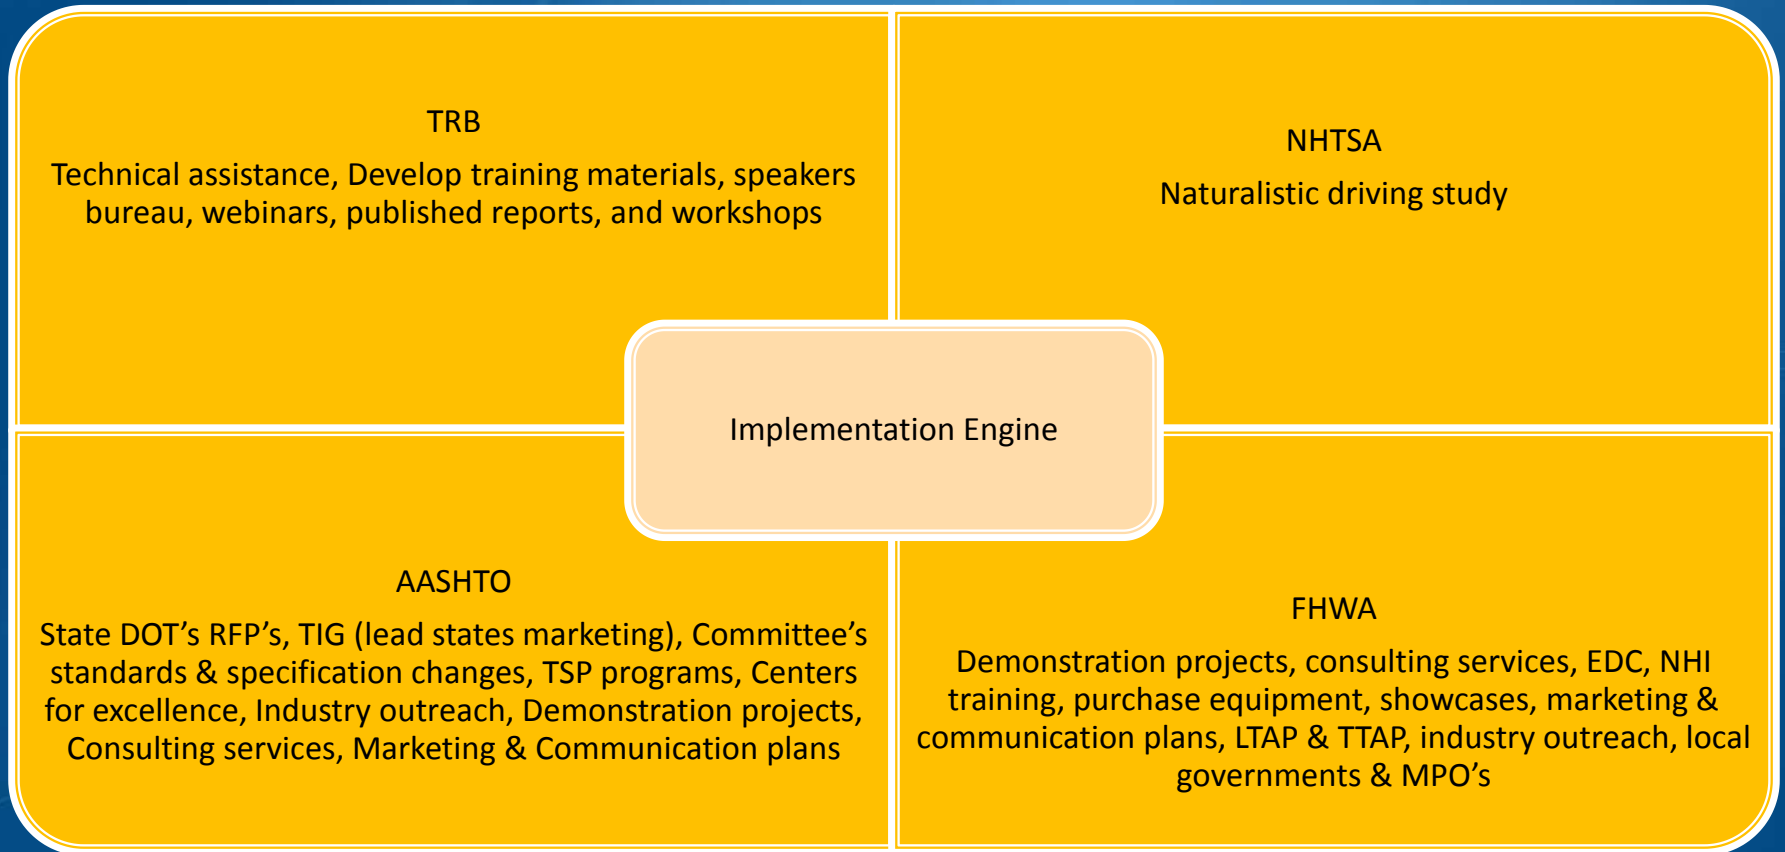 TRB
Technical assistance, Develop training materials, speakers
bureau, webinars, published reports, and workshops
NHTSA
Naturalistic driving study
Implementation Engine
AASHTO
State DOT’s RFP’s, TIG (lead states marketing), Committee’s
standards & specification changes, TSP programs, Centers
for excellence, Industry outreach, Demonstration projects,
Consulting services, Marketing & Communication plans
FHWA
Demonstration projects, consulting services, EDC, NHI
training, purchase equipment, showcases, marketing &
communication plans, LTAP & TTAP, industry outreach, local
governments & MPO’s